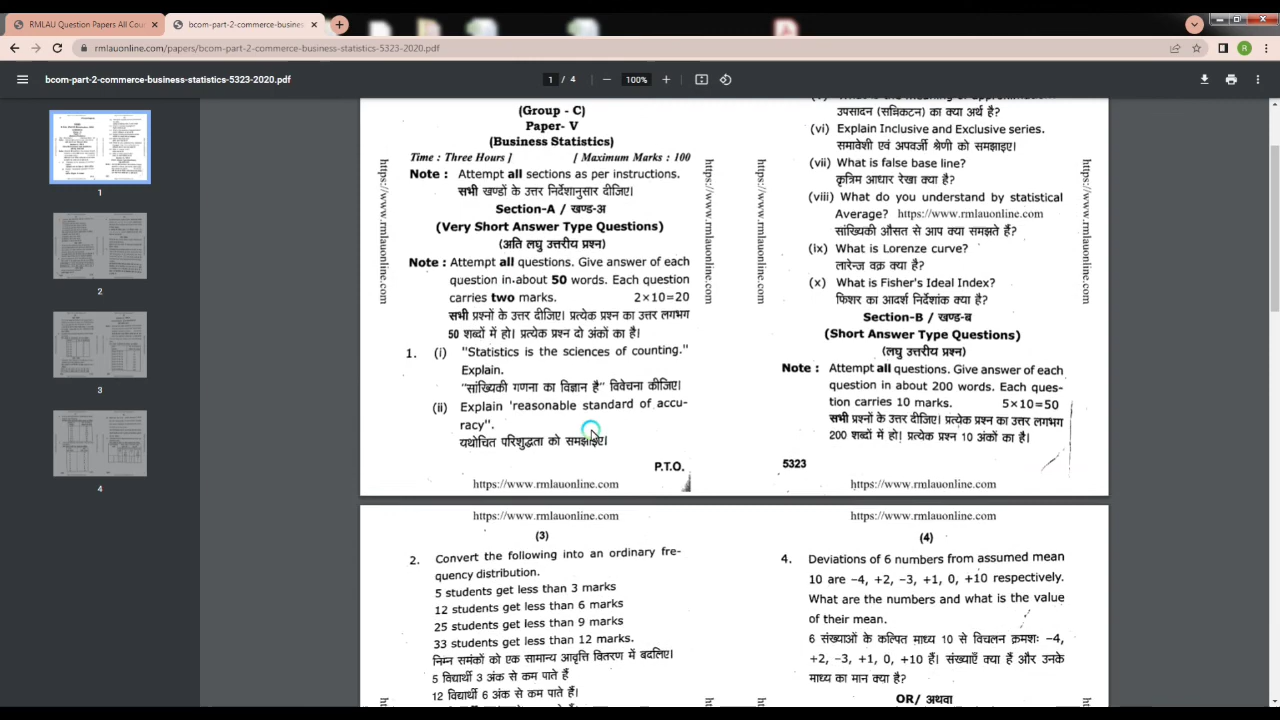 RMLAU Question Papers All Cou
bcom-part-2-commerce-busines
rmlauonline.com/papers/bcom-part-2-commerce-business-statistics-5323-2020.pdf
R
bcom-part-2-commerce-business-statistics-5323-2020.pdf
1 / 4
100%
1
2
3
4
(Group - C)
Paper- V
(Business Statistics)
Time : Three Hours / / Maximum Marks : 100
Note : Attempt all sections as per instructions.
सभी खण्डों के उत्तर निर्देशानुसार दीजिए।
Section-A / खण्ड-अ
(Very Short Answer Type Questions)
(अति लघु उत्तरीय प्रश्न)
Note : Attempt all questions. Give answer of each
question in about 50 words. Each question
carries two marks. 2×10=20
सभी प्रश्नों के उत्तर दीजिए। प्रत्येक प्रश्न का उत्तर लगभग
50 शब्दों में हो। प्रत्येक प्रश्न दो अंकों का है।
1. (i) "Statistics is the sciences of counting."
Explain.
"सांख्यिकी गणना का विज्ञान है" विवेचना कीजिए।
(ii) Explain 'reasonable standard of accu-
racy".
यथोचित परिशुद्धता को समझाइए।
P.T.O.
https://www.rmlauonline.com
https://www.rmlauonline.com
https://www.rmlauonline.com
उपसादन (सन्निकटन) का क्या अर्थ है?
(vi) Explain Inclusive and Exclusive series.
समावेशी एवं अपवर्जी श्रेणी को समझाइए।
(vii) What is false base line?
कृत्रिम आधार रेखा क्या है?
(viii) What do you understand by statistical
Average? https://www.rmlauonline.com
सांख्यिकी औसत से आप क्या समझते हैं?
(ix) What is Lorenze curve?
लारेन्ज वक्र क्या है?
(x) What is Fisher's Ideal Index?
फिशर का आदर्श निर्देशांक क्या है?
Section-B / खण्ड-ब
(Short Answer Type Questions)
(लघु उत्तरीय प्रश्न)
Note : Attempt all questions. Give answer of each
question in about 200 words. Each ques-
tion carries 10 marks. 5×10=50
सभी प्रश्नों के उत्तर दीजिए। प्रत्येक प्रश्न का उत्तर लगभग
200 शब्दों में हो। प्रत्येक प्रश्न 10 अंकों का है।
5323
https://www.rmlauonline.com
https://www.rmlauonline.com
https://www.rmlauonline.com
https://www.rmlauonline.com
(3)
2. Convert the following into an ordinary fre-
quency distribution.
5 students get less than 3 marks
12 students get less than 6 marks
25 students get less than 9 marks
33 students get less than 12 marks.
निम्न समंकों को एक सामान्य आवृत्ति वितरण में बदलिए।
5 विद्यार्थी 3 अंक से कम पाते हैं
12 विद्यार्थी 6 अंक से कम पाते हैं।
https://www.rmlauonline.com
(4)
4. Deviations of 6 numbers from assumed mean
10 are –4, +2, –3, +1, 0, +10 respectively.
What are the numbers and what is the value
of their mean.
6 संख्याओं के कल्पित माध्य 10 से विचलन क्रमशः –4,
+2, –3, +1, 0, +10 हैं। संख्याएँ क्या हैं और उनके
माध्य का मान क्या है?
OR/ अथवा